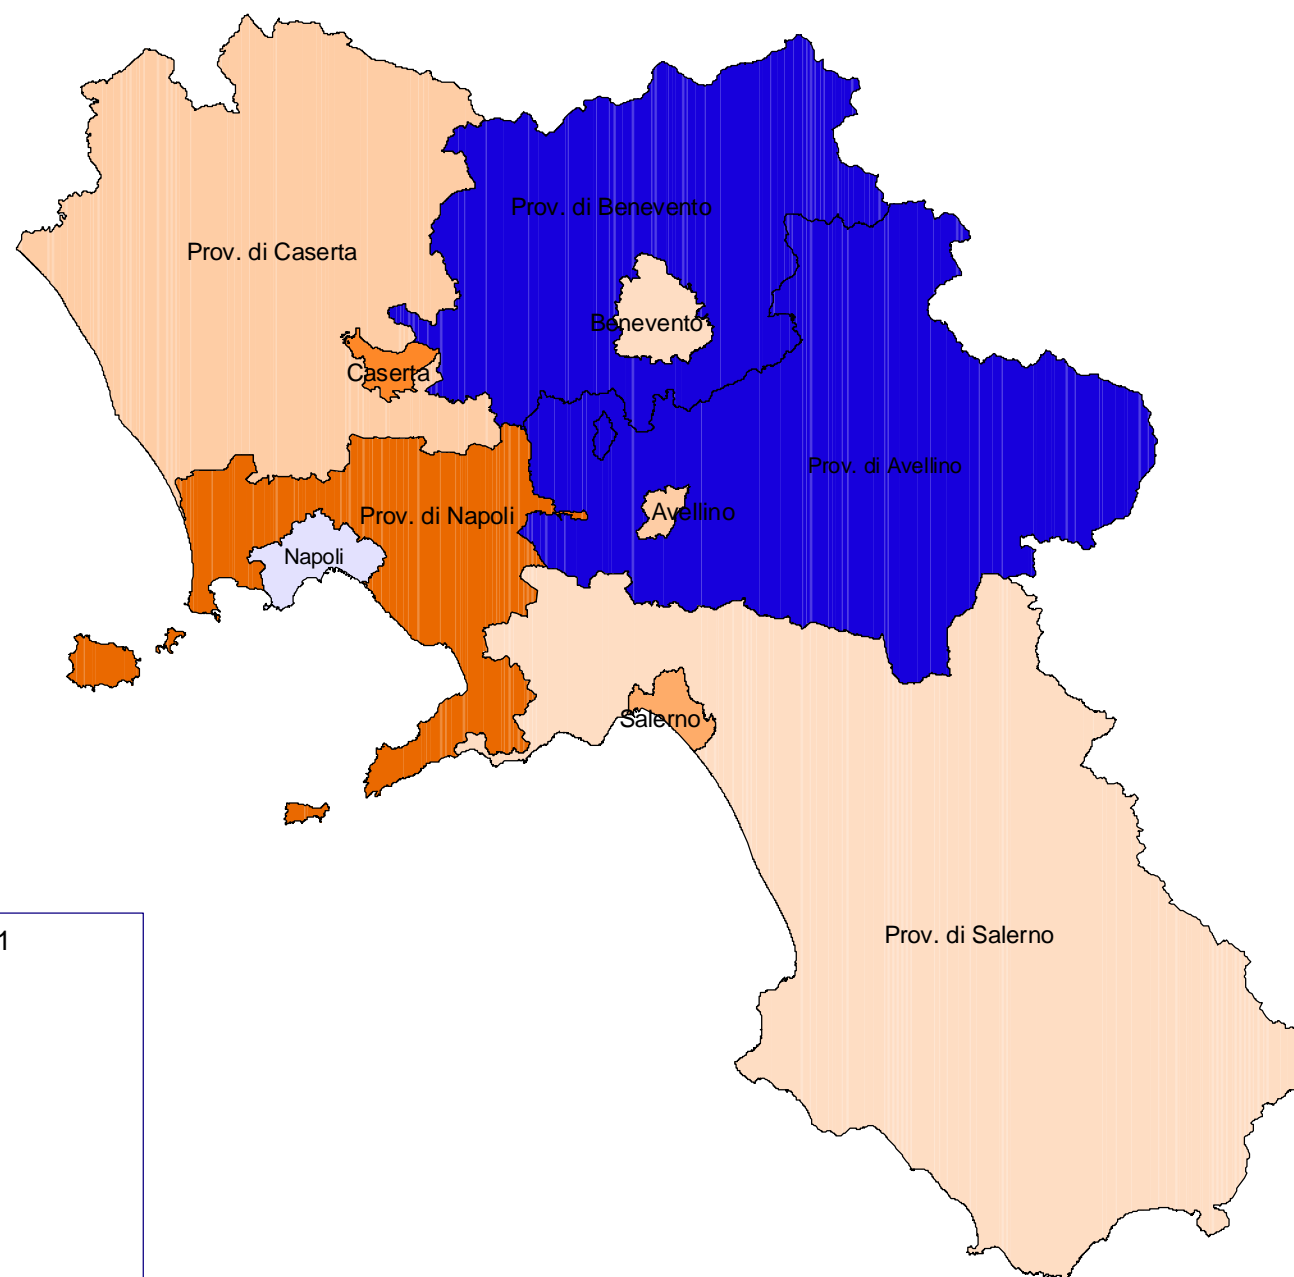 Prov. di Benevento
Prov. di Caserta
Benevento
Caserta
Prov. di Avellino
Prov. di Napoli
Avellino
Napoli
Salerno
Prov. di Salerno
1